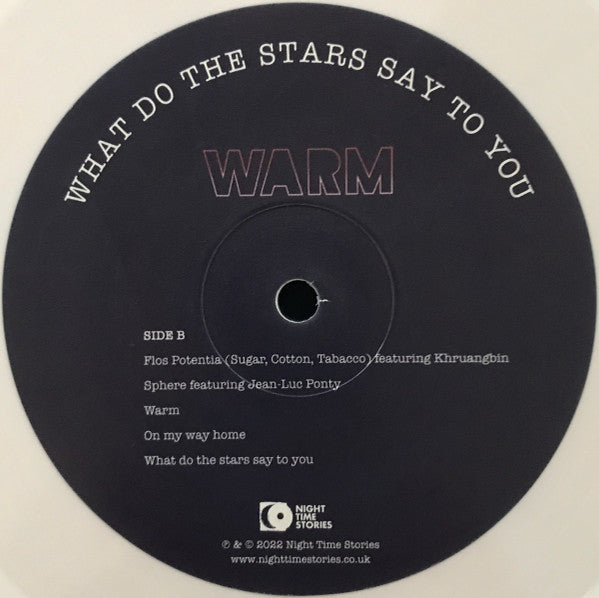 WHAT DO THE STARS SAY TO YOU
WARM
SIDE B
Flos Potentia (Sugar, Cotton, Tabacco) featuring Khruangbin
Sphere featuring Jean-Luc Ponty
Warm
On my way home
What do the stars say to you
NIGHT
TIME
STORIES
℗ & © 2022 Night Time Stories
www.nighttimestories.co.uk